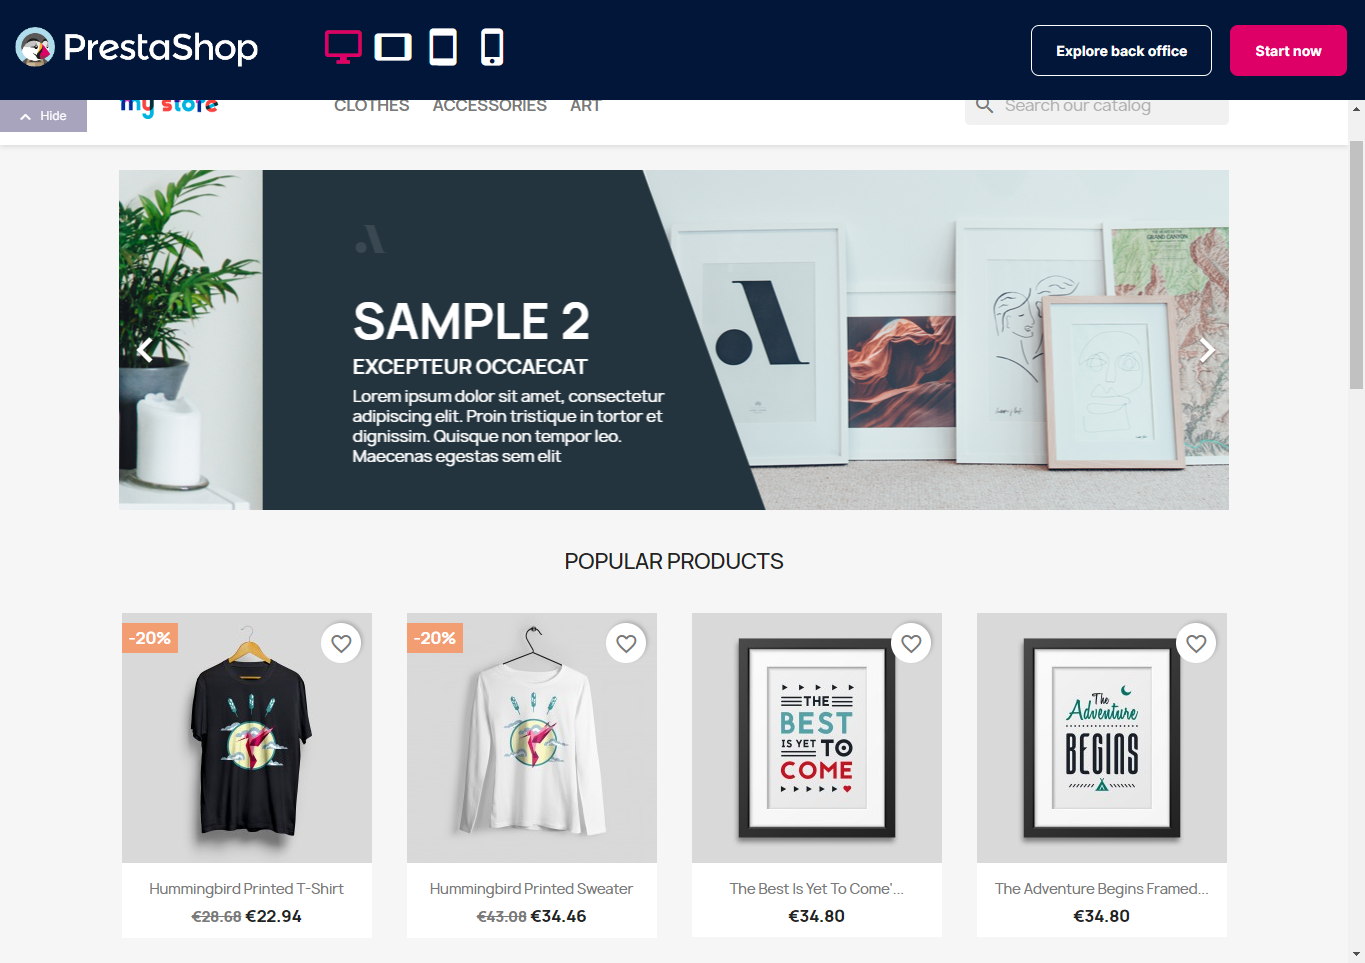 PrestaShop
Explore back office
Start now
Hide
my store
CLOTHES
ACCESSORIES
ART
Search our catalog
SAMPLE 2
EXCEPTEUR OCCAECAT
Lorem ipsum dolor sit amet, consectetur
adipiscing elit. Proin tristique in tortor et
dignissim. Quisque non tempor leo.
Maecenas egestas sem elit
GRAND CANYON
POPULAR PRODUCTS
-20%
-20%
THE
BEST
IS YET TO
COME
The
Adventure
BEGINS
Hummingbird Printed T-Shirt
€28.68 €22.94
Hummingbird Printed Sweater
€43.08 €34.46
The Best Is Yet To Come'...
€34.80
The Adventure Begins Framed...
€34.80